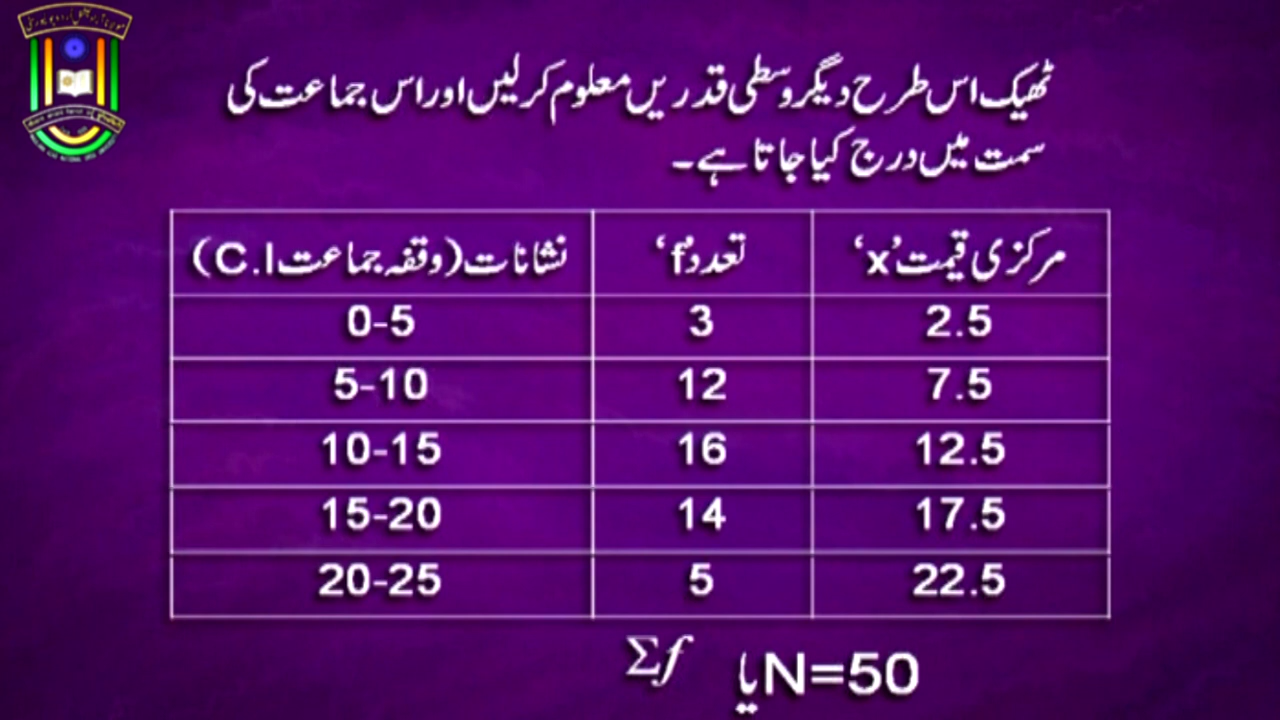 ٹھیک اس طرح دیگر وسطی قدریں معلوم کرلیں اور اس جماعت کی
سمت میں درج کیا جاتا ہے۔
نشانات (وقفہ جماعت C.I) تعدد 'f' مرکزی قیمت 'x'
0-5 3 2.5
5-10 12 7.5
10-15 16 12.5
15-20 14 17.5
20-25 5 22.5
Σf یا N=50